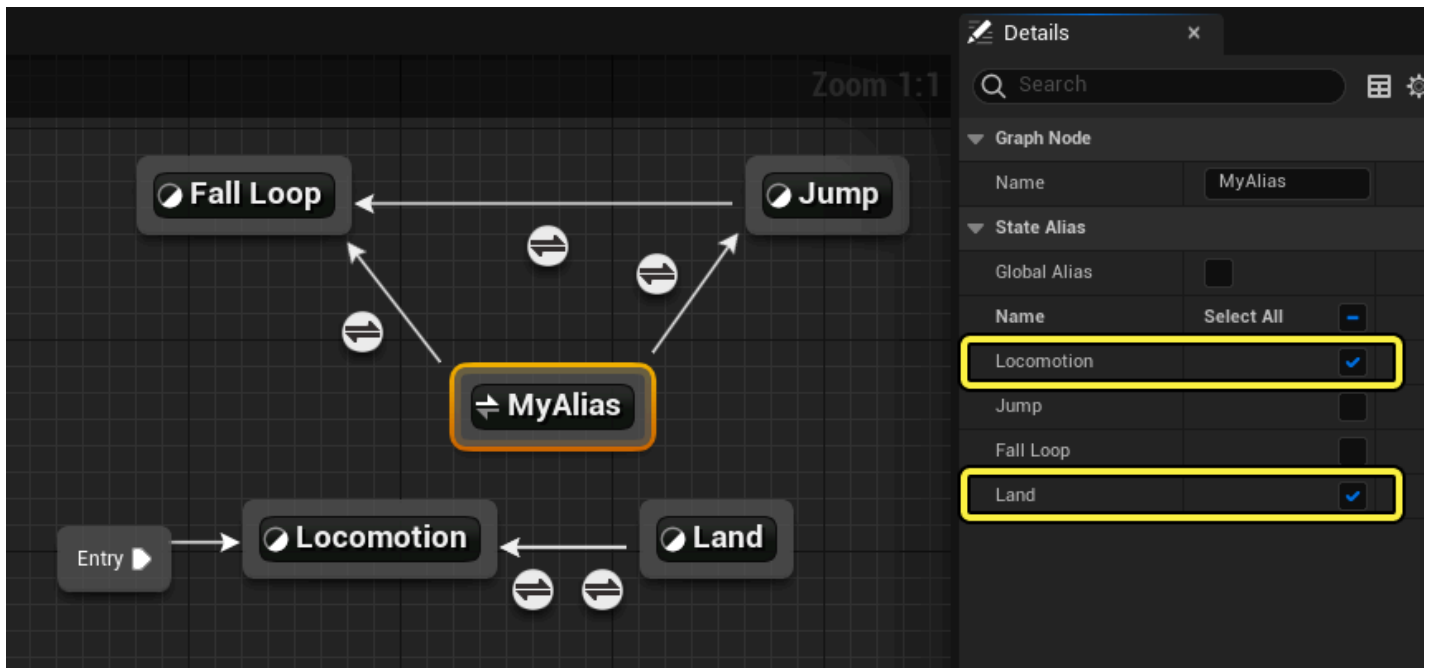 Zoom 1:1
Fall Loop
Jump
MyAlias
Entry
Locomotion
Land
Details
Search
Graph Node
Name MyAlias
State Alias
Global Alias
Name Select All
Locomotion
Jump
Fall Loop
Land